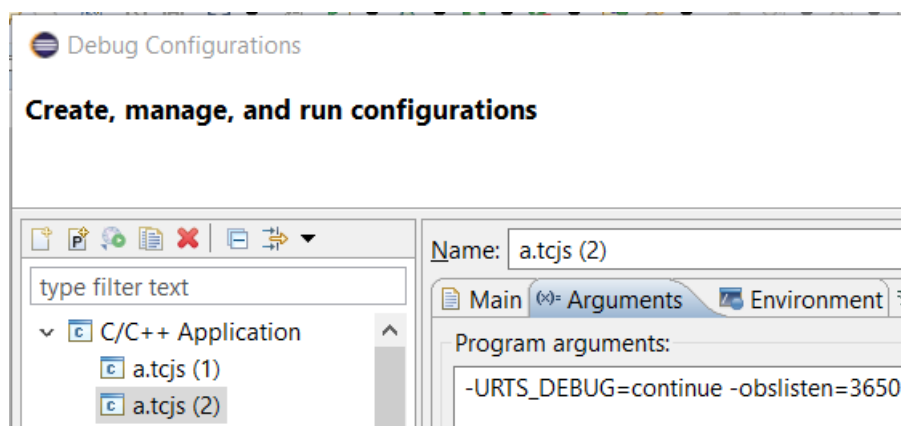 Debug Configurations
Create, manage, and run configurations
Name: a.tcjs (2)
type filter text
Main (x)= Arguments Environment
C/C++ Application
Program arguments:
a.tcjs (1)
-URTS_DEBUG=continue -obslisten=3650
a.tcjs (2)